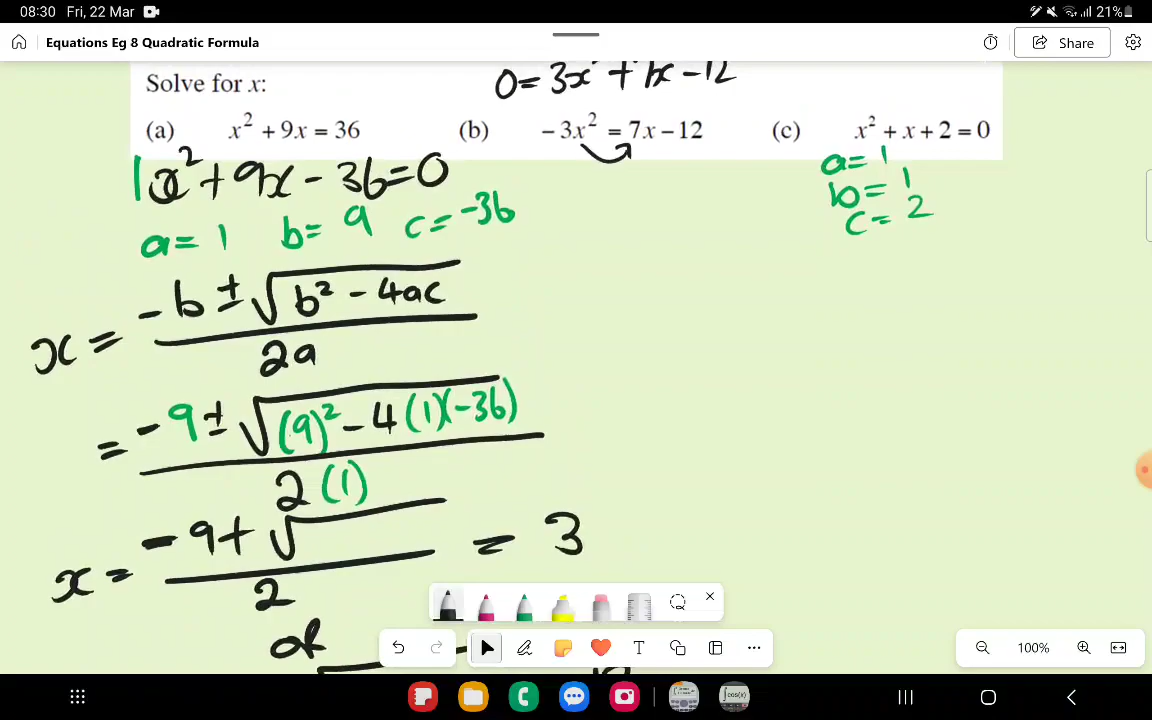 08:30 Fri, 22 Mar 21%
Equations Eg 8 Quadratic Formula Share
Solve for x: 0 = 3x² + 7x - 12
(a) x² + 9x = 36 (b) - 3x² = 7x - 12 (c) x² + x + 2 = 0
1x² + 9x - 36 = 0
a = 1 b = 9 c = -36
a = 1
b = 1
c = 2
x = -b ± √b² - 4ac
2a
= -9 ± √(9)² - 4(1)(-36)
2(1)
x = -9 + √ = 3
2
or
100%